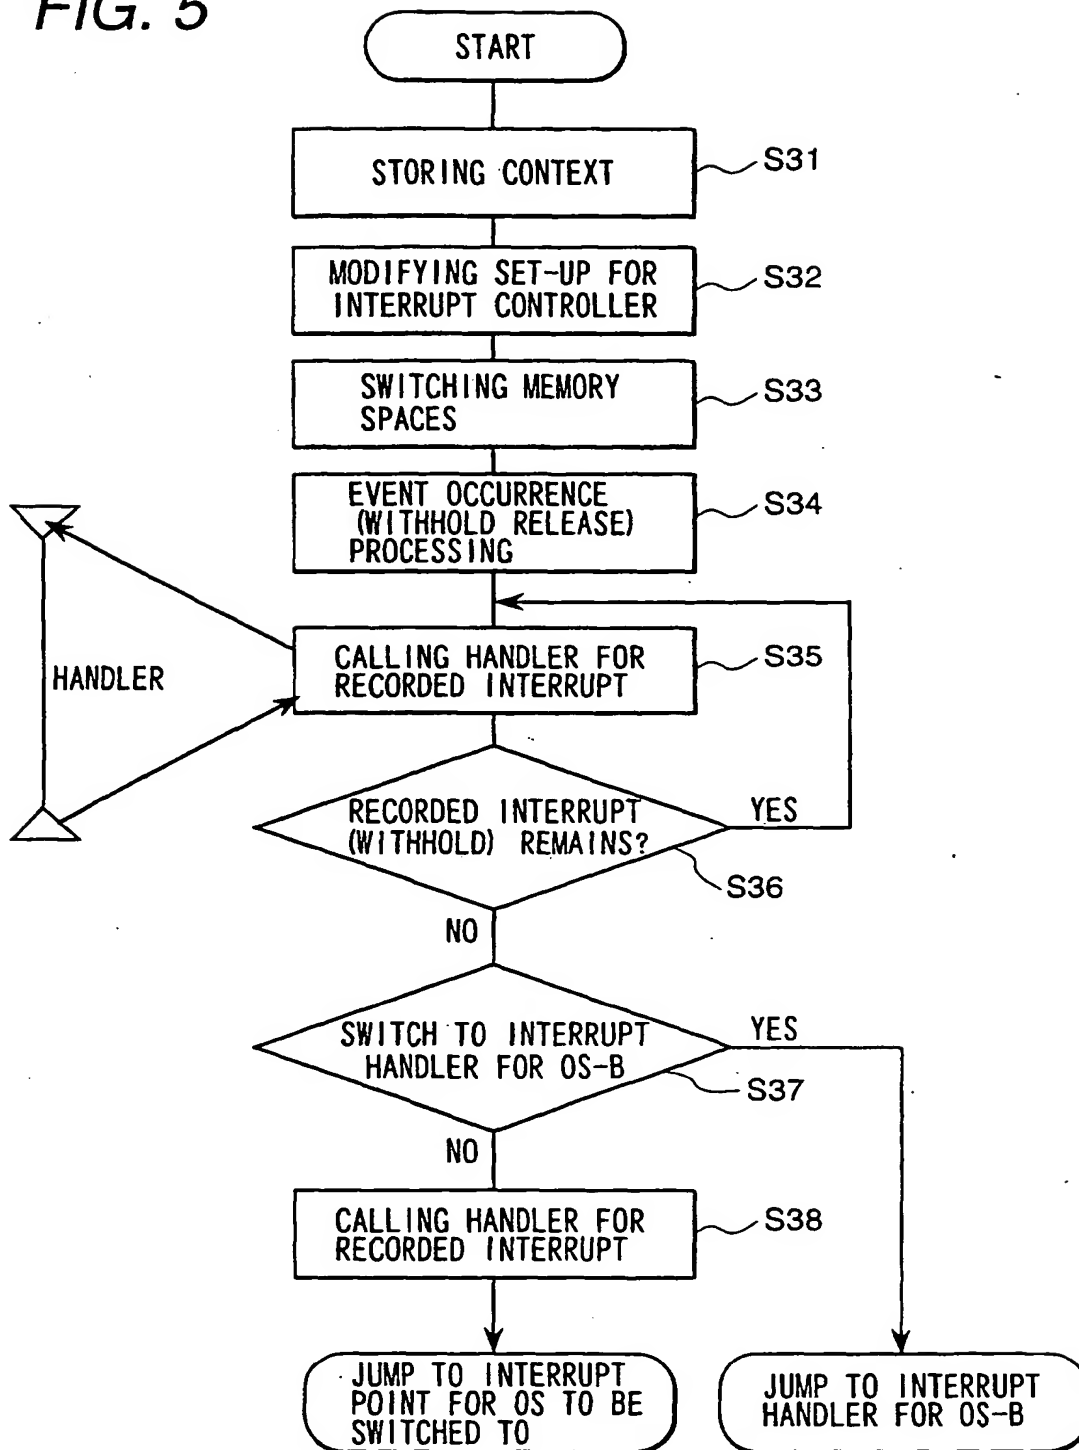 FIG. 5
START
STORING CONTEXT
S31
MODIFYING SET-UP FOR
INTERRUPT CONTROLLER
S32
SWITCHING MEMORY
SPACES
S33
EVENT OCCURRENCE
(WITHHOLD RELEASE)
PROCESSING
S34
HANDLER
CALLING HANDLER FOR
RECORDED INTERRUPT
S35
RECORDED INTERRUPT
(WITHHOLD) REMAINS?
YES
S36
NO
SWITCH TO INTERRUPT
HANDLER FOR OS-B
YES
S37
NO
CALLING HANDLER FOR
RECORDED INTERRUPT
S38
JUMP TO INTERRUPT
POINT FOR OS TO BE
SWITCHED TO
JUMP TO INTERRUPT
HANDLER FOR OS-B